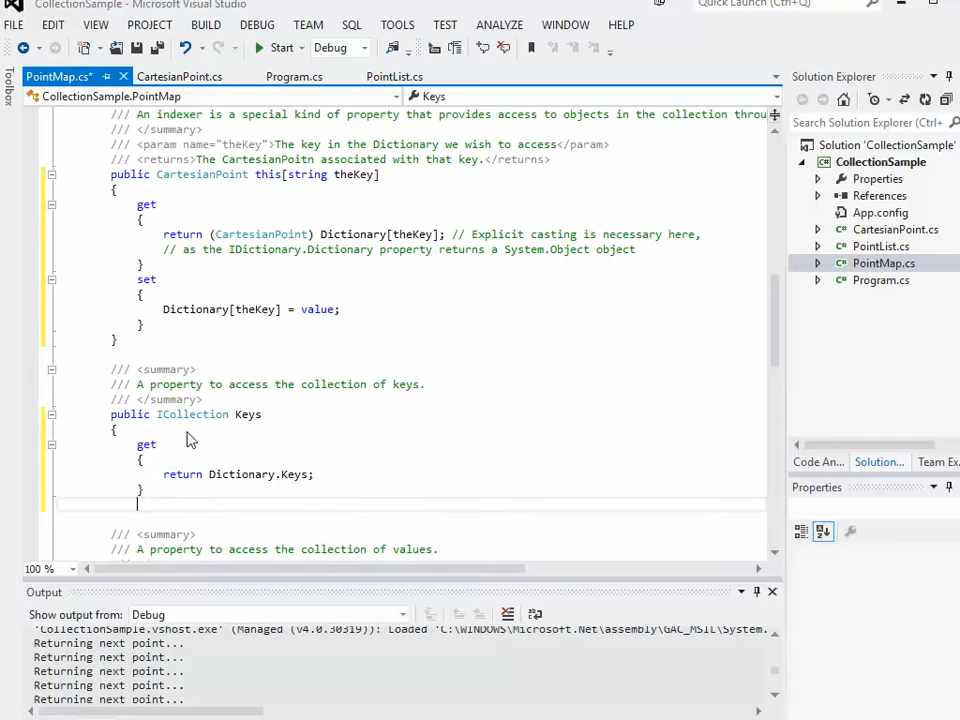 CollectionSample - Microsoft Visual Studio
Quick Launch (Ctrl+Q)
FILE EDIT VIEW PROJECT BUILD DEBUG TEAM SQL TOOLS TEST ANALYZE WINDOW HELP
Start Debug
Toolbox
PointMap.cs* CartesianPoint.cs Program.cs PointList.cs
CollectionSample.PointMap Keys
/// An indexer is a special kind of property that provides access to objects in the collection throu
/// </summary>
/// <param name="theKey">The key in the Dictionary we wish to access</param>
/// <returns>The CartesianPoitn associated with that key.</returns>
public CartesianPoint this[string theKey]
{
get
{
return (CartesianPoint) Dictionary[theKey]; // Explicit casting is necessary here,
// as the IDictionary.Dictionary property returns a System.Object object
}
set
{
Dictionary[theKey] = value;
}
}
/// <summary>
/// A property to access the collection of keys.
/// </summary>
public ICollection Keys
{
get
{
return Dictionary.Keys;
}
/// <summary>
/// A property to access the collection of values.
100 %
Solution Explorer
Search Solution Explorer (Ctrl+
Solution 'CollectionSample'
CollectionSample
Properties
References
App.config
CartesianPoint.cs
PointList.cs
PointMap.cs
Program.cs
Code An... Solution... Team Ex...
Properties
Output
Show output from: Debug
'CollectionSample.vshost.exe' (Managed (v4.0.30319)): Loaded 'C:\WINDOWS\Microsoft.Net\assembly\GAC_MSIL\System.
Returning next point...
Returning next point...
Returning next point...
Returning next point...
Returning next point...